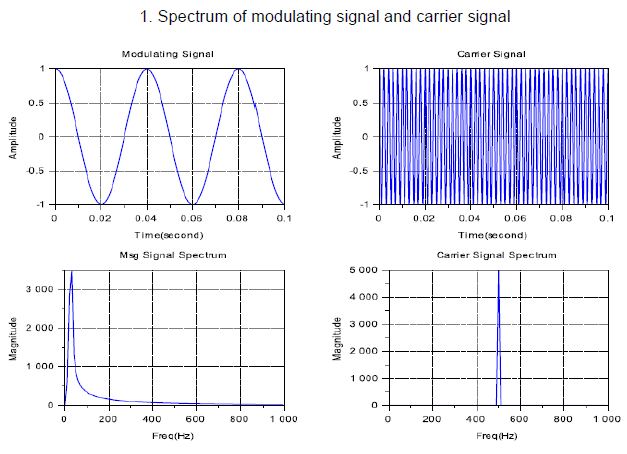 1. Spectrum of modulating signal and carrier signal
Modulating Signal
Carrier Signal
1
0.5
0
-0.5
-1
Amplitude
0 0.02 0.04 0.06 0.08 0.1
Time(second)
1
0.5
0
-0.5
-1
Amplitude
0 0.02 0.04 0.06 0.08 0.1
Time(second)
Msg Signal Spectrum
Carrier Signal Spectrum
3 000
2 000
1 000
0
Magnitude
0 200 400 600 800 1 000
Freq(Hz)
5 000
4 000
3 000
2 000
1 000
0
Magnitude
0 200 400 600 800 1 000
Freq(Hz)